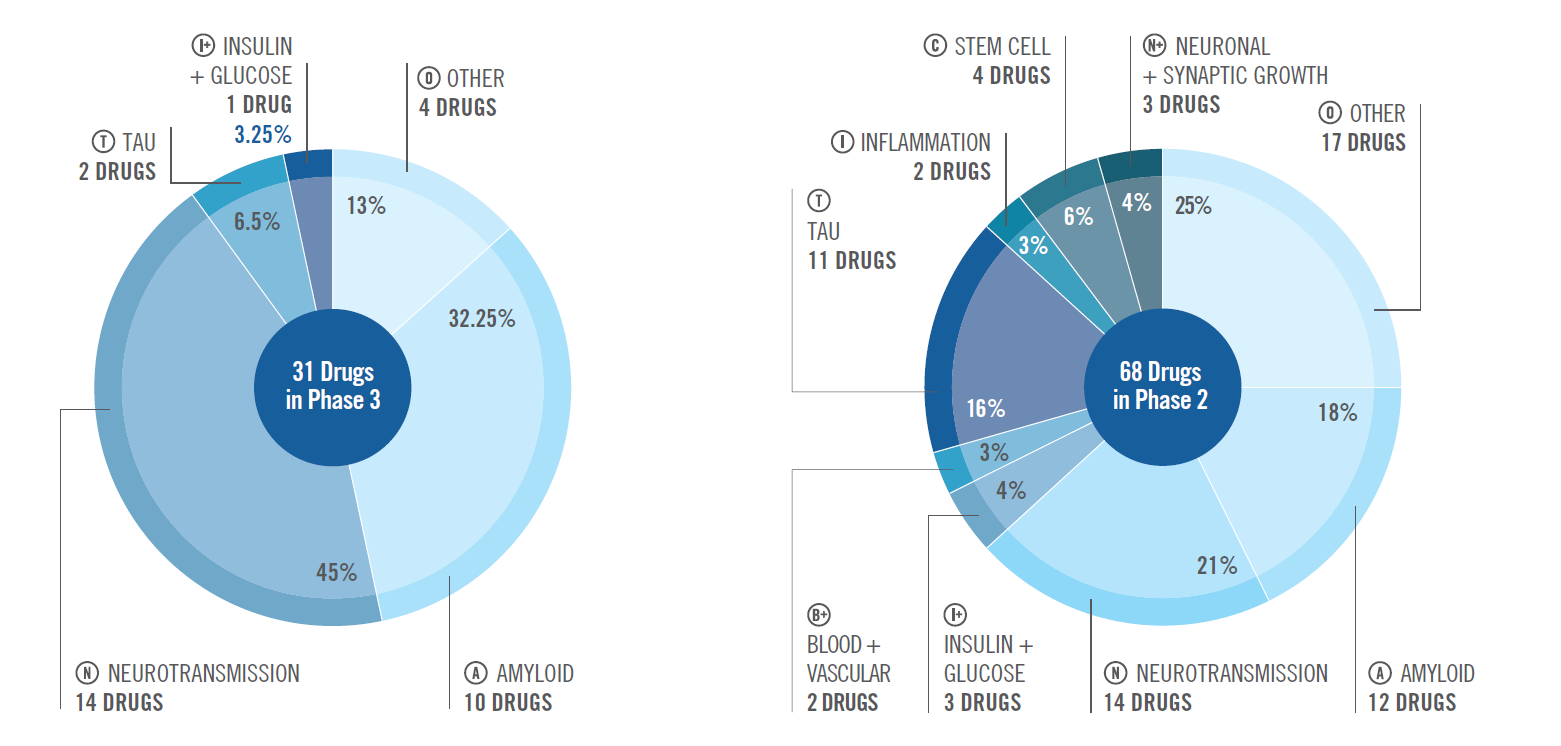 I+ INSULIN
+ GLUCOSE
1 DRUG
3.25%
O OTHER
4 DRUGS
T TAU
2 DRUGS
13%
6.5%
32.25%
31 Drugs
in Phase 3
45%
N NEUROTRANSMISSION
14 DRUGS
A AMYLOID
10 DRUGS
C STEM CELL
4 DRUGS
N+ NEURONAL
+ SYNAPTIC GROWTH
3 DRUGS
O OTHER
17 DRUGS
I INFLAMMATION
2 DRUGS
T
TAU
11 DRUGS
6%
4%
25%
3%
68 Drugs
in Phase 2
16%
18%
3%
4%
21%
B+
BLOOD +
VASCULAR
2 DRUGS
I+
INSULIN +
GLUCOSE
3 DRUGS
N NEUROTRANSMISSION
14 DRUGS
A AMYLOID
12 DRUGS